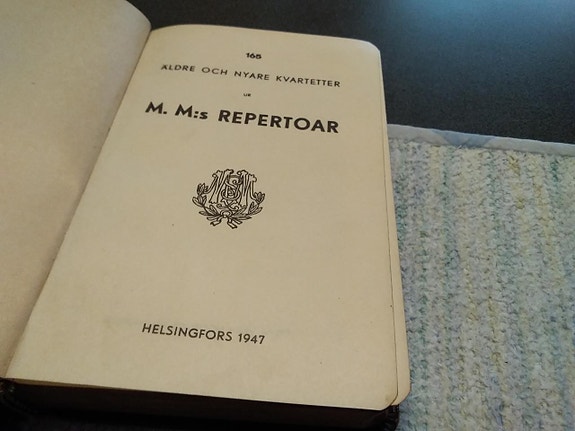 165
ÄLDRE OCH NYARE KVARTETTER
UR
M. M:s REPERTOAR
HELSINGFORS 1947